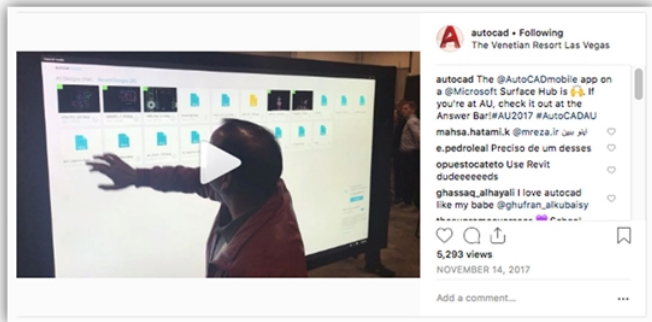 autocad • Following
The Venetian Resort Las Vegas
autocad The @AutoCADmobile app on
a @Microsoft Surface Hub is 🙌. If
you're at AU, check it out at the
Answer Bar!#AU2017 #AutoCADAU
mahsa.hatami.k @mreza.ir اینو ببین
e.pedroleal Preciso de um desses
opuestocateto Use Revit
dudeeeeeeds
ghassaq_alhayali I love autocad
like my babe @ghufran_alkubaisy
5,293 views
NOVEMBER 14, 2017
Add a comment...